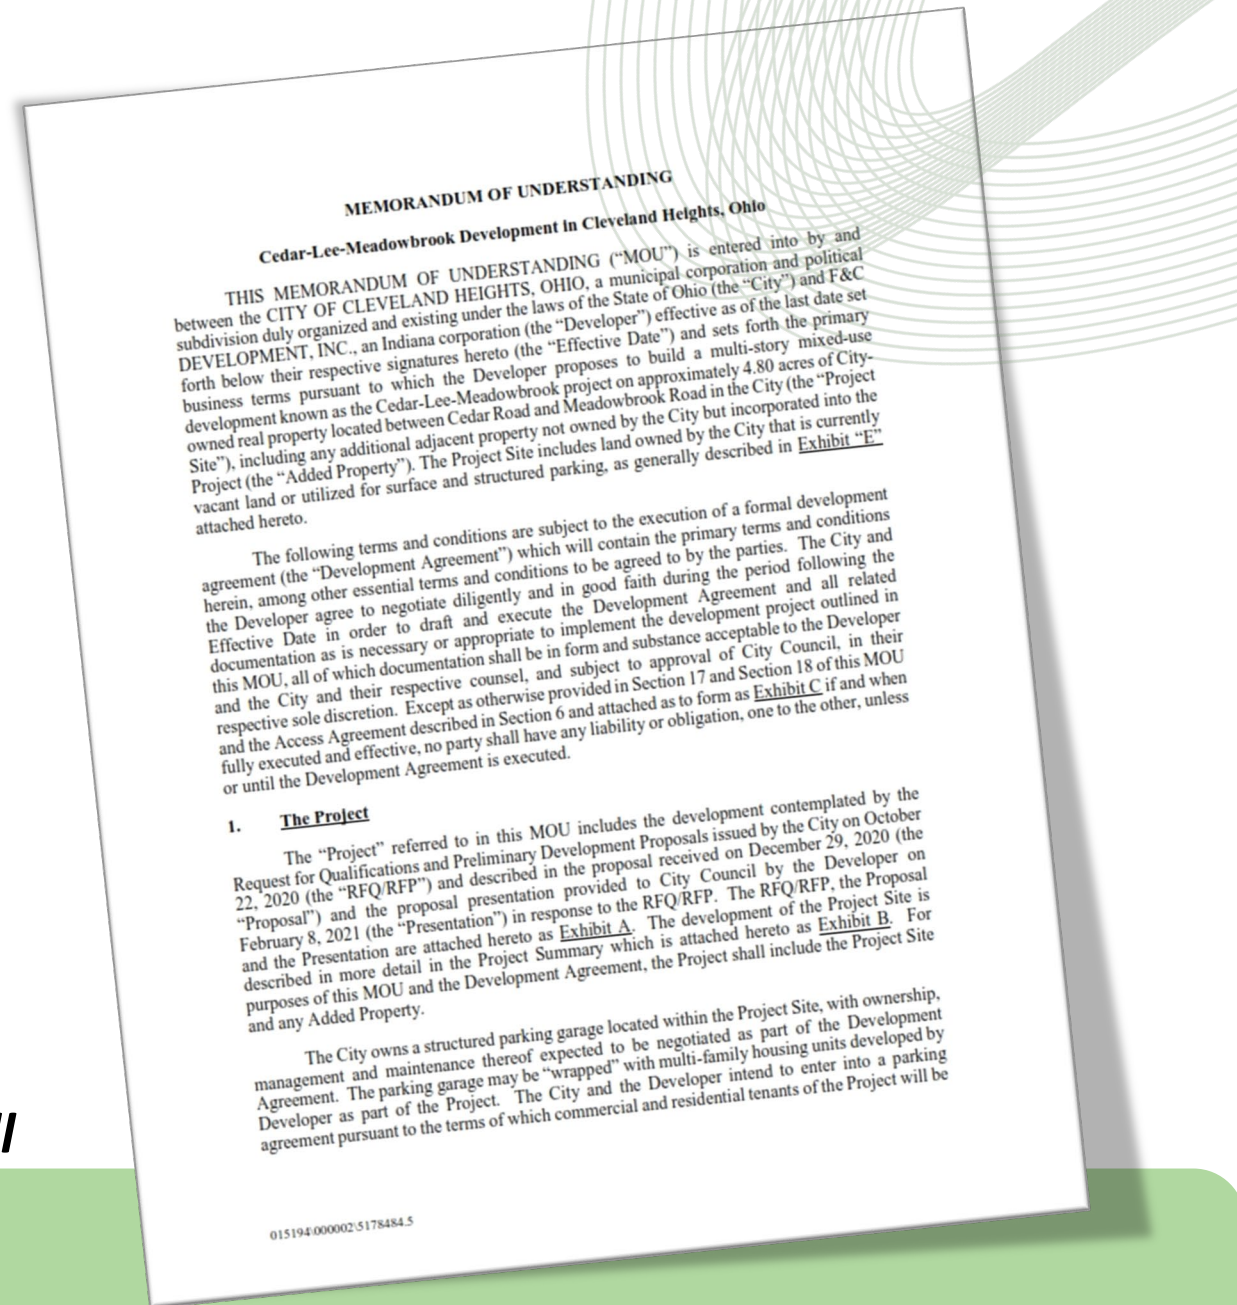 MEMORANDUM OF UNDERSTANDING
Cedar-Lee-Meadowbrook Development in Cleveland Heights, Ohio
THIS MEMORANDUM OF UNDERSTANDING (“MOU”) is entered into by and
between the CITY OF CLEVELAND HEIGHTS, OHIO, a municipal corporation and political
subdivision duly organized and existing under the laws of the State of Ohio (the “City”) and F&C
DEVELOPMENT, INC., an Indiana corporation (the “Developer”) effective as of the last date set
forth below their respective signatures hereto (the “Effective Date”) and sets forth the primary
business terms pursuant to which the Developer proposes to build a multi-story mixed-use
development known as the Cedar-Lee-Meadowbrook project on approximately 4.80 acres of City-
owned real property located between Cedar Road and Meadowbrook Road in the City (the “Project
Site”), including any additional adjacent property not owned by the City but incorporated into the
Project (the “Added Property”). The Project Site includes land owned by the City that is currently
vacant land or utilized for surface and structured parking, as generally described in Exhibit “E”
attached hereto.
The following terms and conditions are subject to the execution of a formal development
agreement (the “Development Agreement”) which will contain the primary terms and conditions
herein, among other essential terms and conditions to be agreed to by the parties. The City and
the Developer agree to negotiate diligently and in good faith during the period following the
Effective Date in order to draft and execute the Development Agreement and all related
documentation as is necessary or appropriate to implement the development project outlined in
this MOU, all of which documentation shall be in form and substance acceptable to the Developer
and the City and their respective counsel, and subject to approval of City Council, in their
respective sole discretion. Except as otherwise provided in Section 17 and Section 18 of this MOU
and the Access Agreement described in Section 6 and attached as to form as Exhibit C if and when
fully executed and effective, no party shall have any liability or obligation, one to the other, unless
or until the Development Agreement is executed.
1. The Project
The “Project” referred to in this MOU includes the development contemplated by the
Request for Qualifications and Preliminary Development Proposals issued by the City on October
22, 2020 (the “RFQ/RFP”) and described in the proposal received on December 29, 2020 (the
“Proposal”) and the proposal presentation provided to City Council by the Developer on
February 8, 2021 (the “Presentation”) in response to the RFQ/RFP. The RFQ/RFP, the Proposal
and the Presentation are attached hereto as Exhibit A. The development of the Project Site is
described in more detail in the Project Summary which is attached hereto as Exhibit B. For
purposes of this MOU and the Development Agreement, the Project shall include the Project Site
and any Added Property.
The City owns a structured parking garage located within the Project Site, with ownership,
management and maintenance thereof expected to be negotiated as part of the Development
Agreement. The parking garage may be “wrapped” with multi-family housing units developed by
Developer as part of the Project. The City and the Developer intend to enter into a parking
agreement pursuant to the terms of which commercial and residential tenants of the Project will be
015194\000002\5178484.5